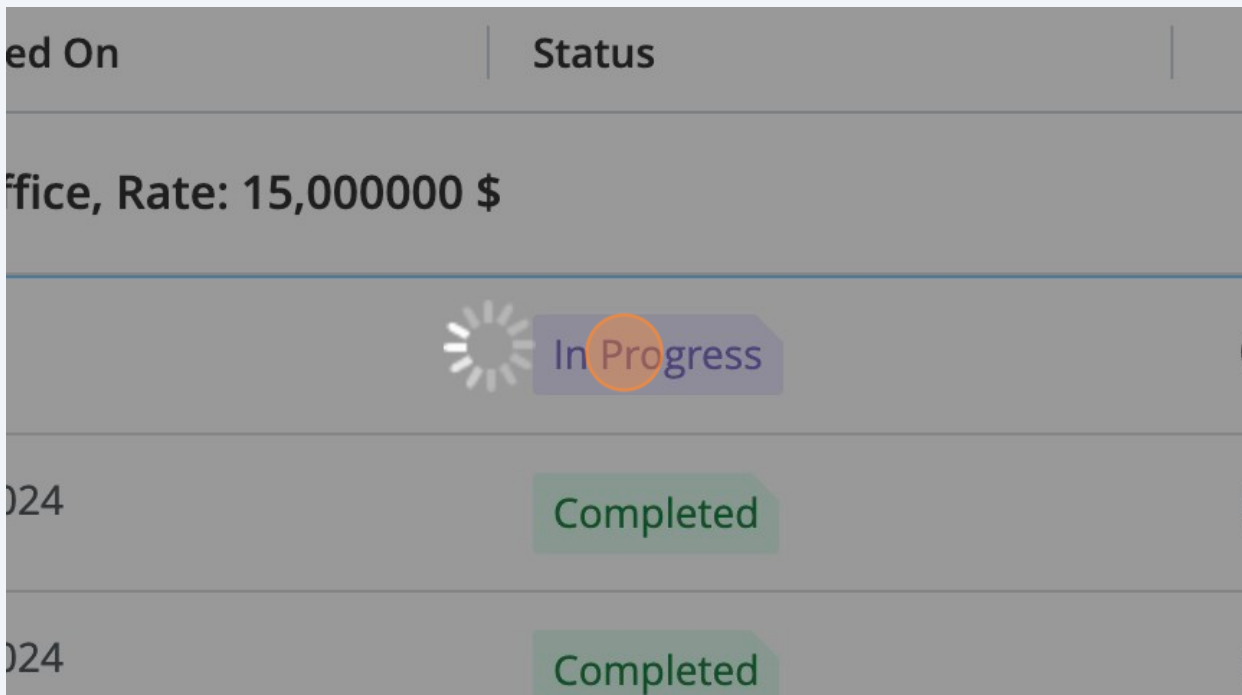 ed On Status
ffice, Rate: 15,000000 $
In Progress
024 Completed
024 Completed